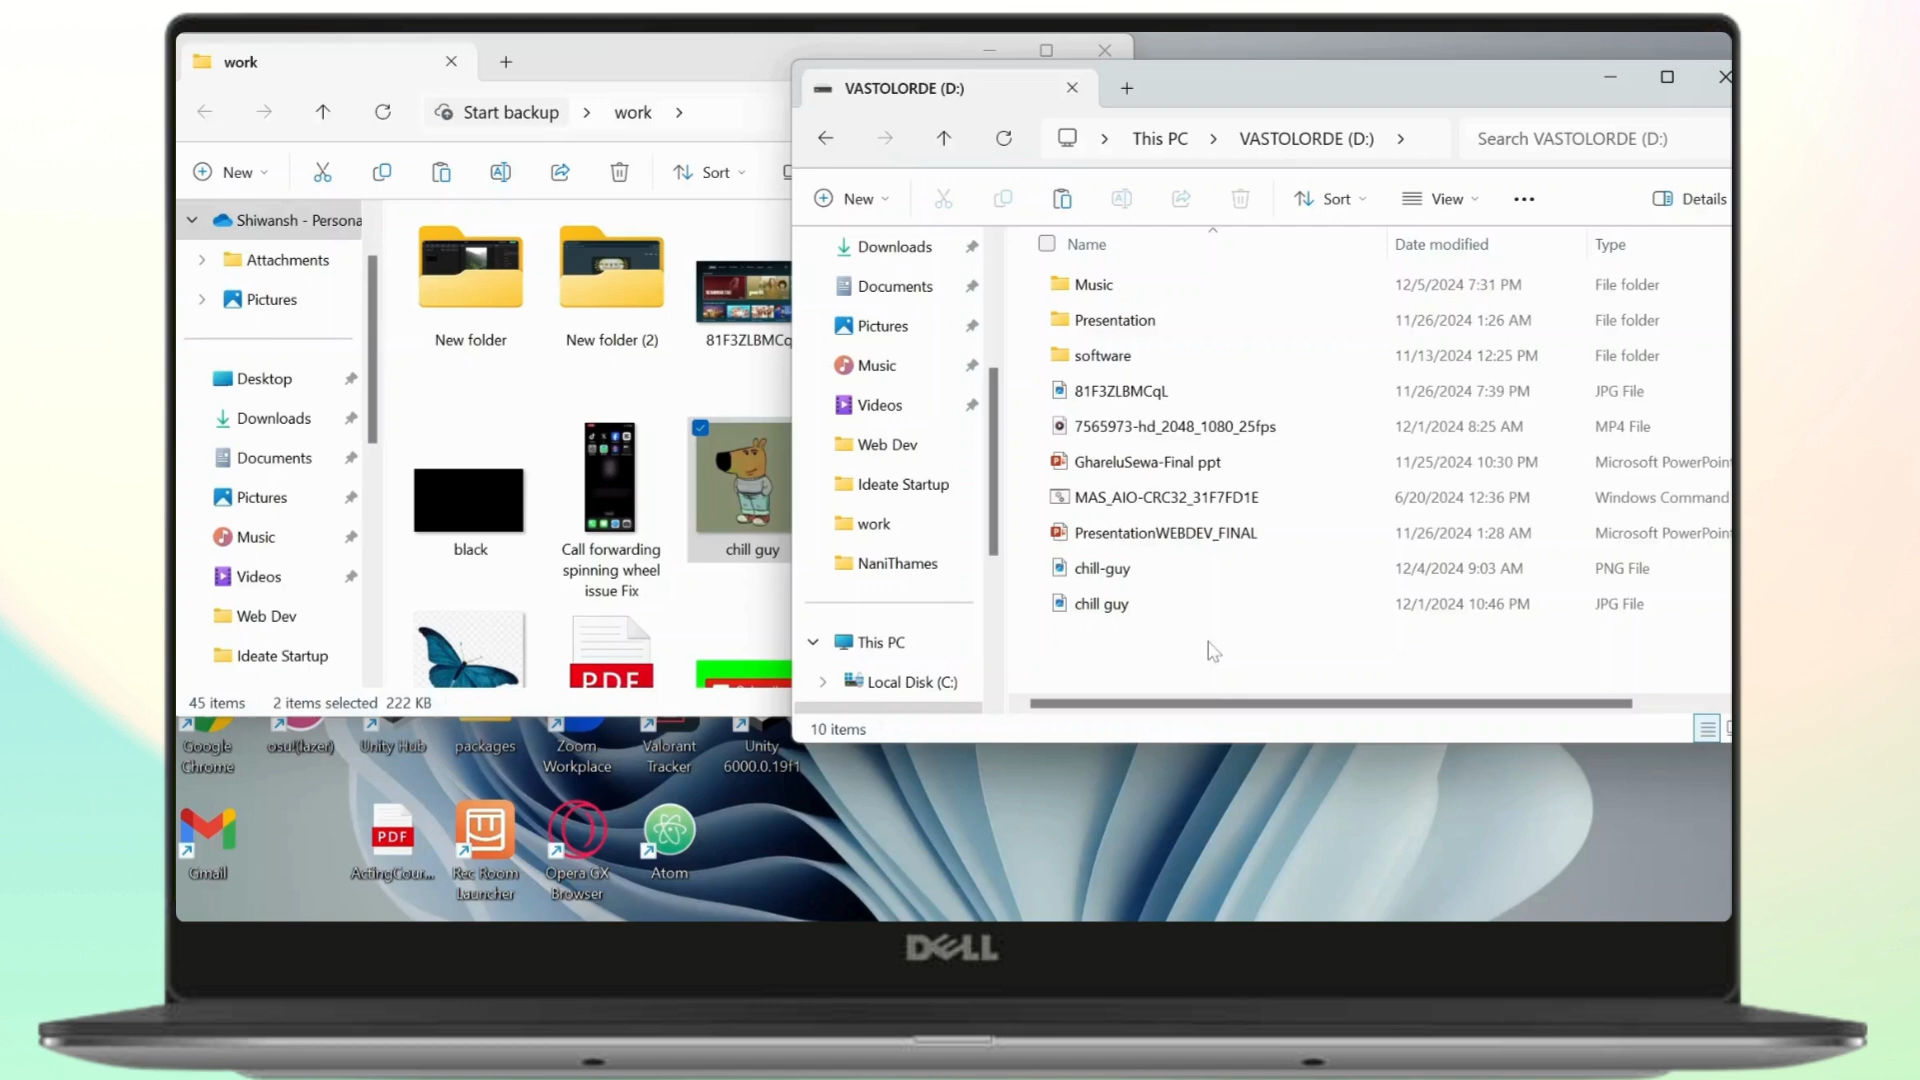 work
Start backup
work
New
Sort
Shiwansh - Persona
Attachments
Pictures
Desktop
Downloads
Documents
Pictures
Music
Videos
Web Dev
Ideate Startup
New folder
New folder (2)
81F3ZLBMCq
black
Call forwarding
spinning wheel
issue Fix
chill guy
PDF
45 items
2 items selected 222 KB
VASTOLORDE (D:)
This PC
VASTOLORDE (D:)
Search VASTOLORDE (D:)
New
Sort
View
Details
Downloads
Documents
Pictures
Music
Videos
Web Dev
Ideate Startup
work
NaniThames
This PC
Local Disk (C:)
Name Date modified Type
Music 12/5/2024 7:31 PM File folder
Presentation 11/26/2024 1:26 AM File folder
software 11/13/2024 12:25 PM File folder
81F3ZLBMCqL 11/26/2024 7:39 PM JPG File
7565973-hd_2048_1080_25fps 12/1/2024 8:25 AM MP4 File
GhareluSewa-Final ppt 11/25/2024 10:30 PM Microsoft PowerPoin
MAS_AIO-CRC32_31F7FD1E 6/20/2024 12:36 PM Windows Command
PresentationWEBDEV_FINAL 11/26/2024 1:28 AM Microsoft PowerPoin
chill-guy 12/4/2024 9:03 AM PNG File
chill guy 12/1/2024 10:46 PM JPG File
10 items
Google
Chrome
osu!(lazer)
Unity Hub
packages
Zoom
Workplace
Valorant
Tracker
Unity
6000.0.19f1
Gmail
PDF
ActingCour...
Rec Room
Launcher
Opera GX
Browser
Atom
DELL